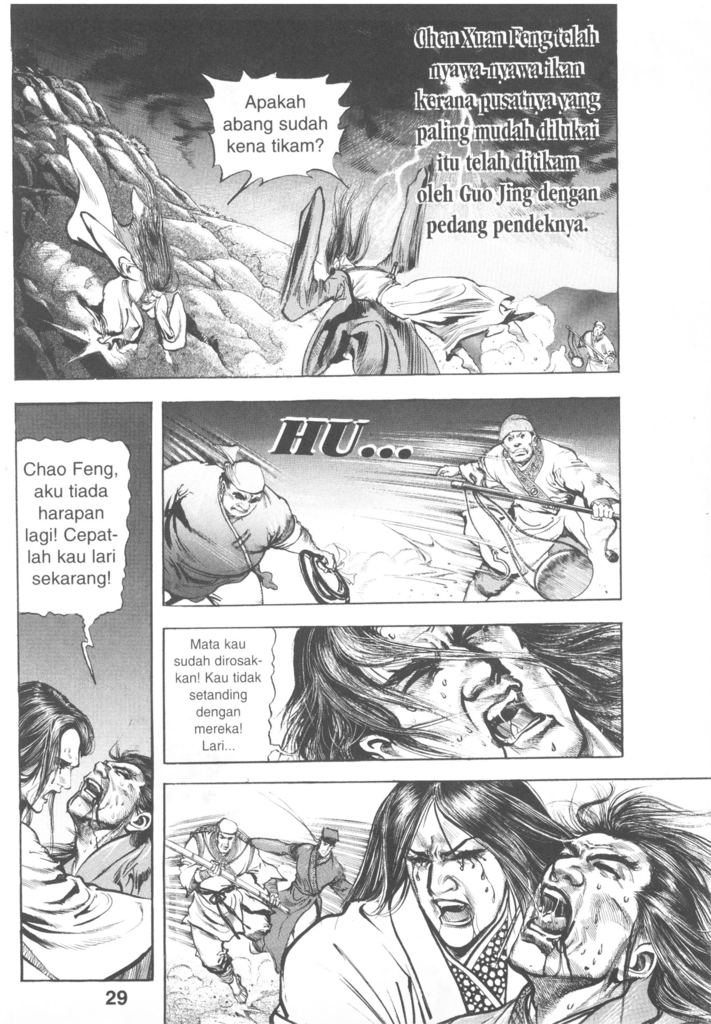 Chen Xuan Feng telah
nyawa-nyawa ikan
kerana pusatnya yang
paling mudah dilukai
itu telah ditikam
oleh Guo Jing dengan
pedang pendeknya.
Apakah
abang sudah
kena tikam?
Chao Feng,
aku tiada
harapan
lagi! Cepat-
lah kau lari
sekarang!
HU...
Mata kau
sudah dirosak-
kan! Kau tidak
setanding
dengan
mereka!
Lari...
29